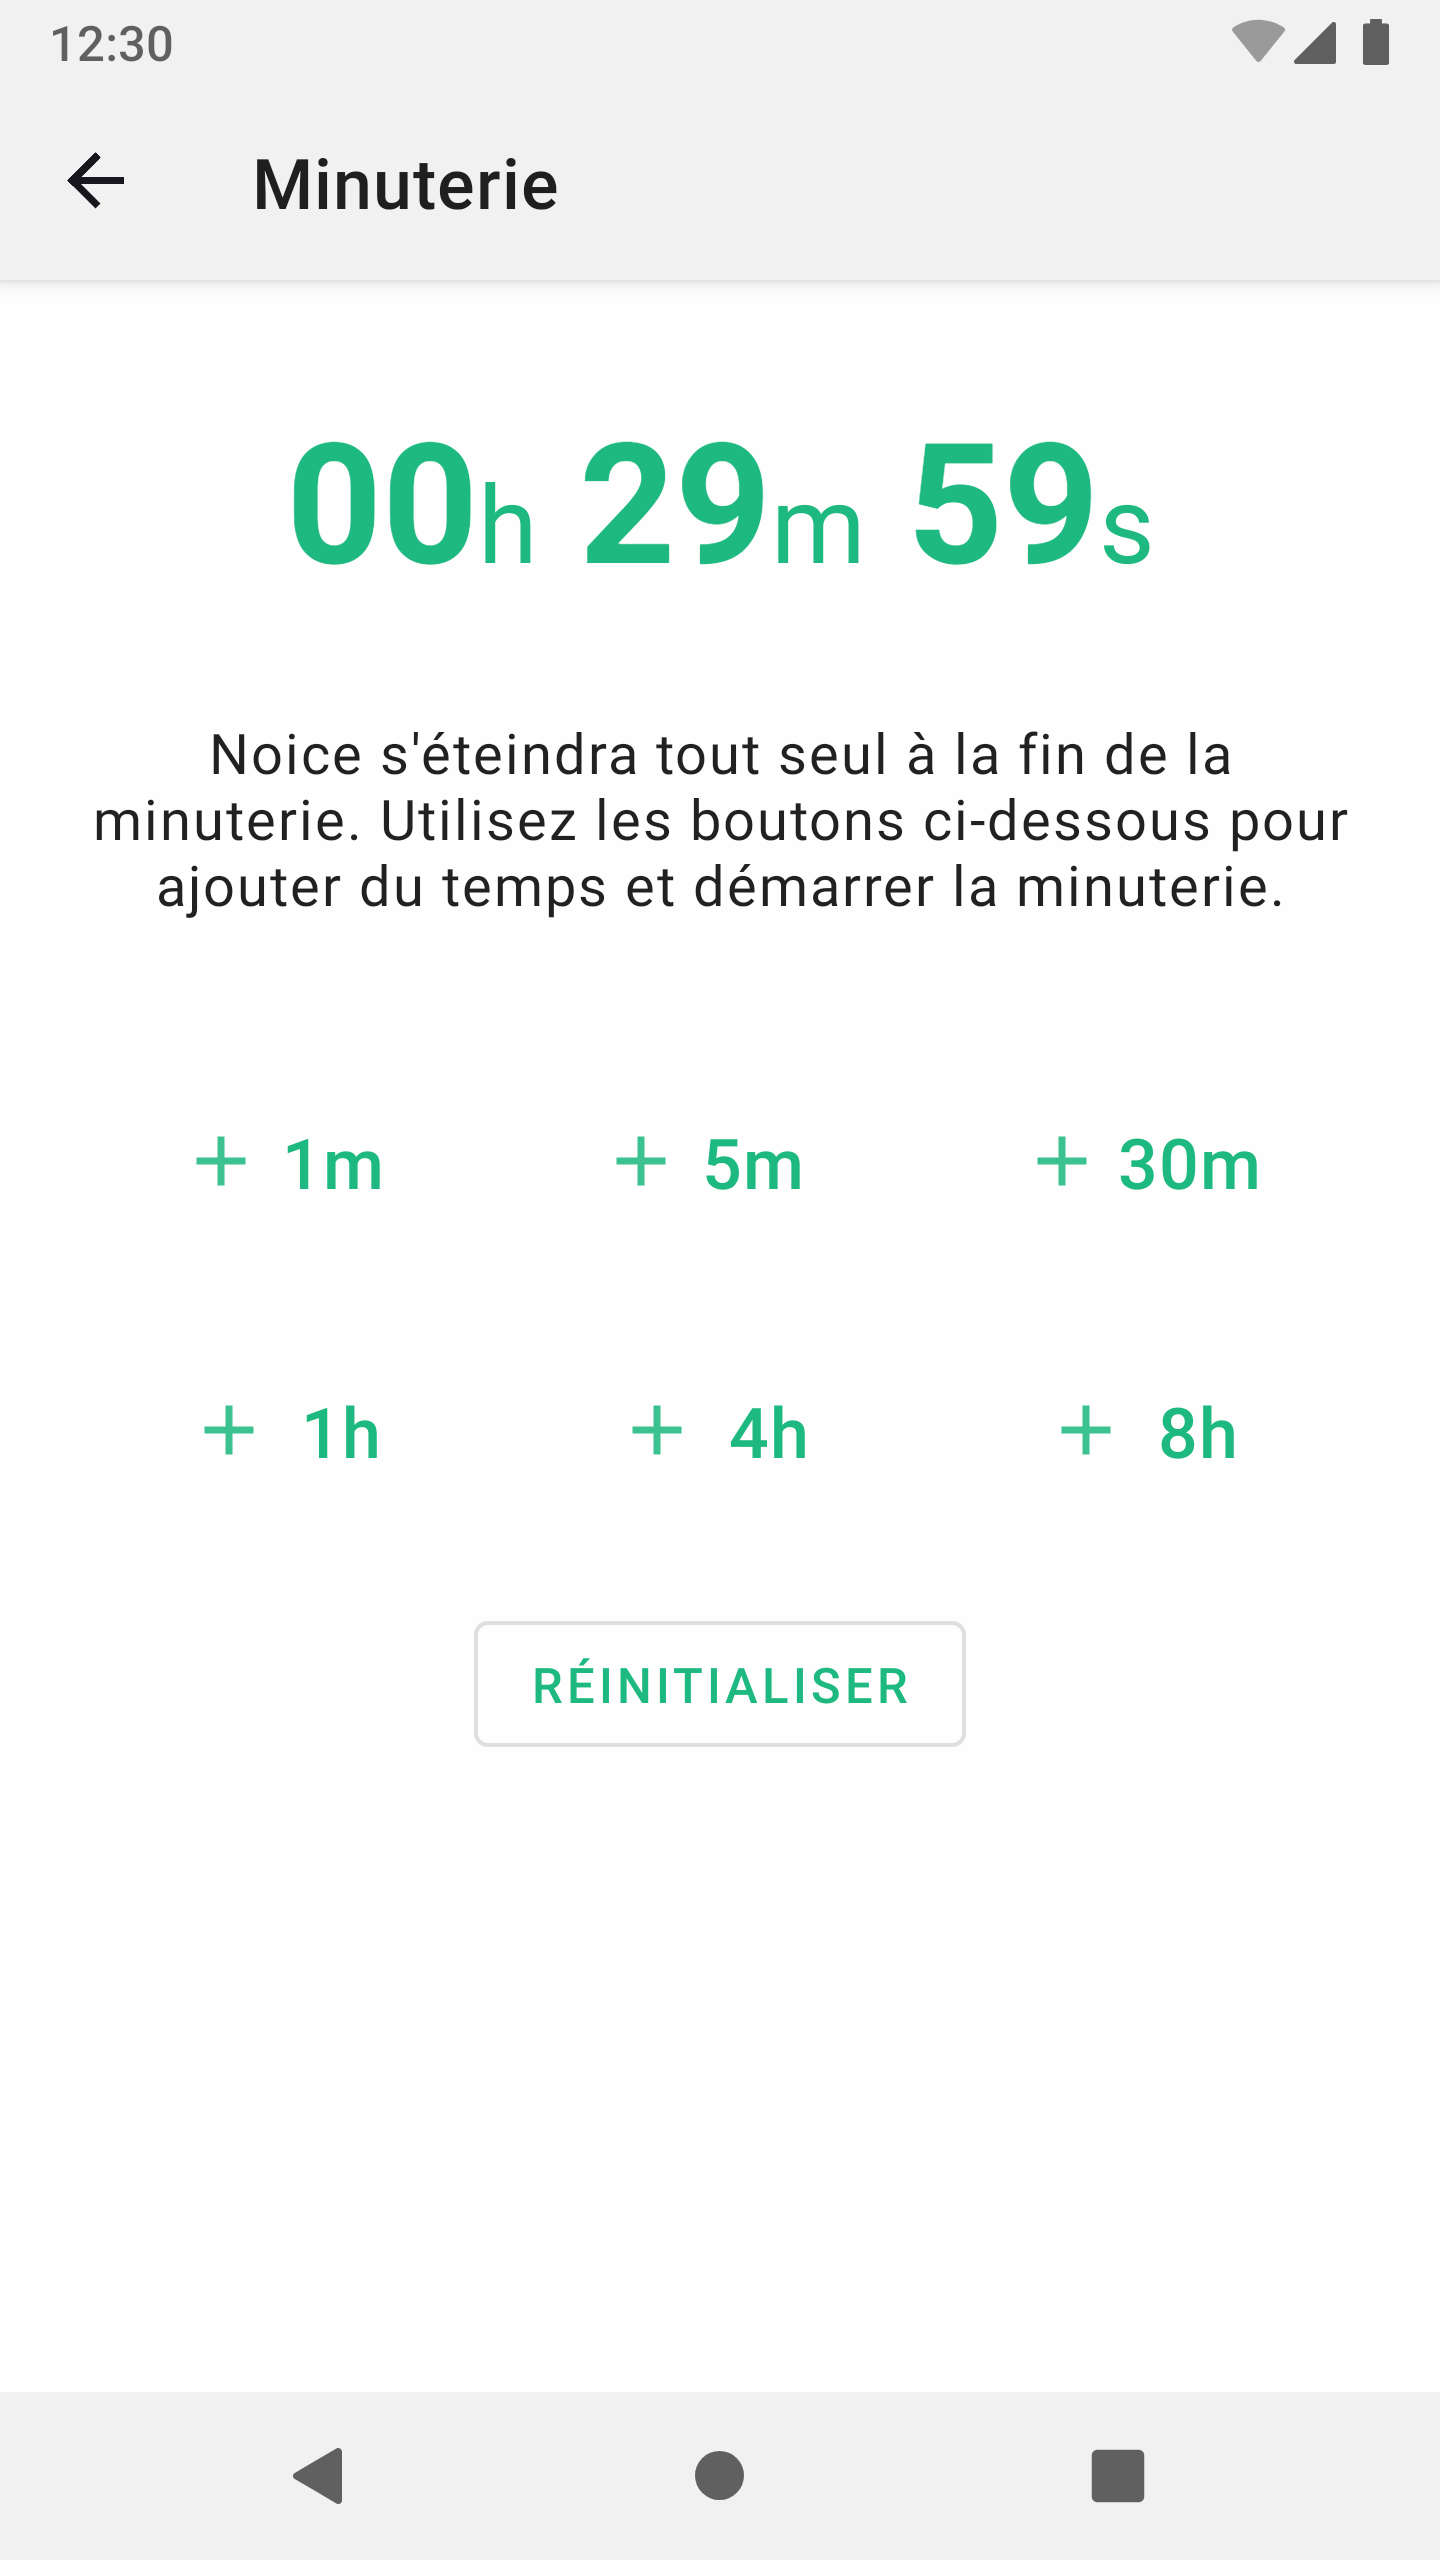 12:30
Minuterie
00h 29m 59s
Noice s'éteindra tout seul à la fin de la
minuterie. Utilisez les boutons ci-dessous pour
ajouter du temps et démarrer la minuterie.
+ 1m + 5m + 30m
+ 1h + 4h + 8h
RÉINITIALISER